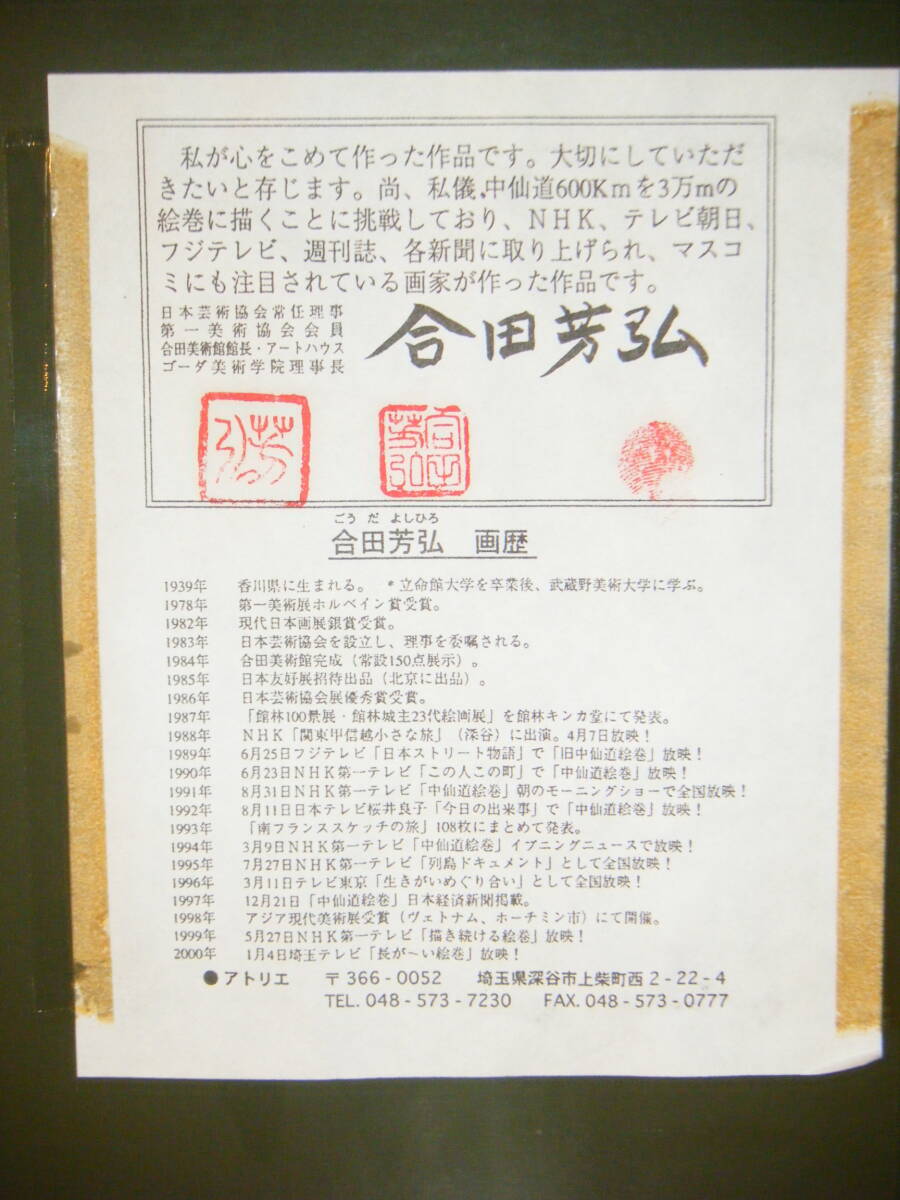 私が心をこめて作った作品です。大切にしていただ
きたいと存じます。尚、私儀、中仙道600Kmを3万mの
絵巻に描くことに挑戦しており、NHK、テレビ朝日、
フジテレビ、週刊誌、各新聞に取り上げられ、マスコ
ミにも注目されている画家が作った作品です。
日本芸術協会常任理事
第一美術協会会員
合田美術館館長・アートハウス
ゴーダ美術学院理事長
合田芳弘
ごうだ よしひろ
合田芳弘 画歴
1939年 香川県に生まれる。 *立命館大学を卒業後、武蔵野美術大学に学ぶ。
1978年 第一美術展ホルベイン賞受賞。
1982年 現代日本画展銀賞受賞。
1983年 日本芸術協会を設立し、理事を委嘱される。
1984年 合田美術館完成（常設150点展示）。
1985年 日本友好展招待出品（北京に出品）。
1986年 日本芸術協会展優秀賞受賞。
1987年 「館林100景展・館林城主23代絵画展」を館林キンカ堂にて発表。
1988年 NHK「関東甲信越小さな旅」（深谷）に出演。4月7日放映！
1989年 6月25日フジテレビ「日本ストリート物語」で「旧中仙道絵巻」放映！
1990年 6月23日NHK第一テレビ「この人この町」で「中仙道絵巻」放映！
1991年 8月31日NHK第一テレビ「中仙道絵巻」朝のモーニングショーで全国放映！
1992年 8月11日日本テレビ桜井良子「今日の出来事」で「中仙道絵巻」放映！
1993年 「南フランススケッチの旅」108枚にまとめて発表。
1994年 3月9日NHK第一テレビ「中仙道絵巻」イブニングニュースで放映！
1995年 7月27日NHK第一テレビ「列島ドキュメント」として全国放映！
1996年 3月11日テレビ東京「生きがいめぐり合い」として全国放映！
1997年 12月21日「中仙道絵巻」日本経済新聞掲載。
1998年 アジア現代美術展受賞（ヴェトナム、ホーチミン市）にて開催。
1999年 5月27日NHK第一テレビ「描き続ける絵巻」放映！
2000年 1月4日埼玉テレビ「長が〜い絵巻」放映！
●アトリエ 〒366-0052 埼玉県深谷市上柴町西2-22-4
TEL. 048-573-7230 FAX. 048-573-0777